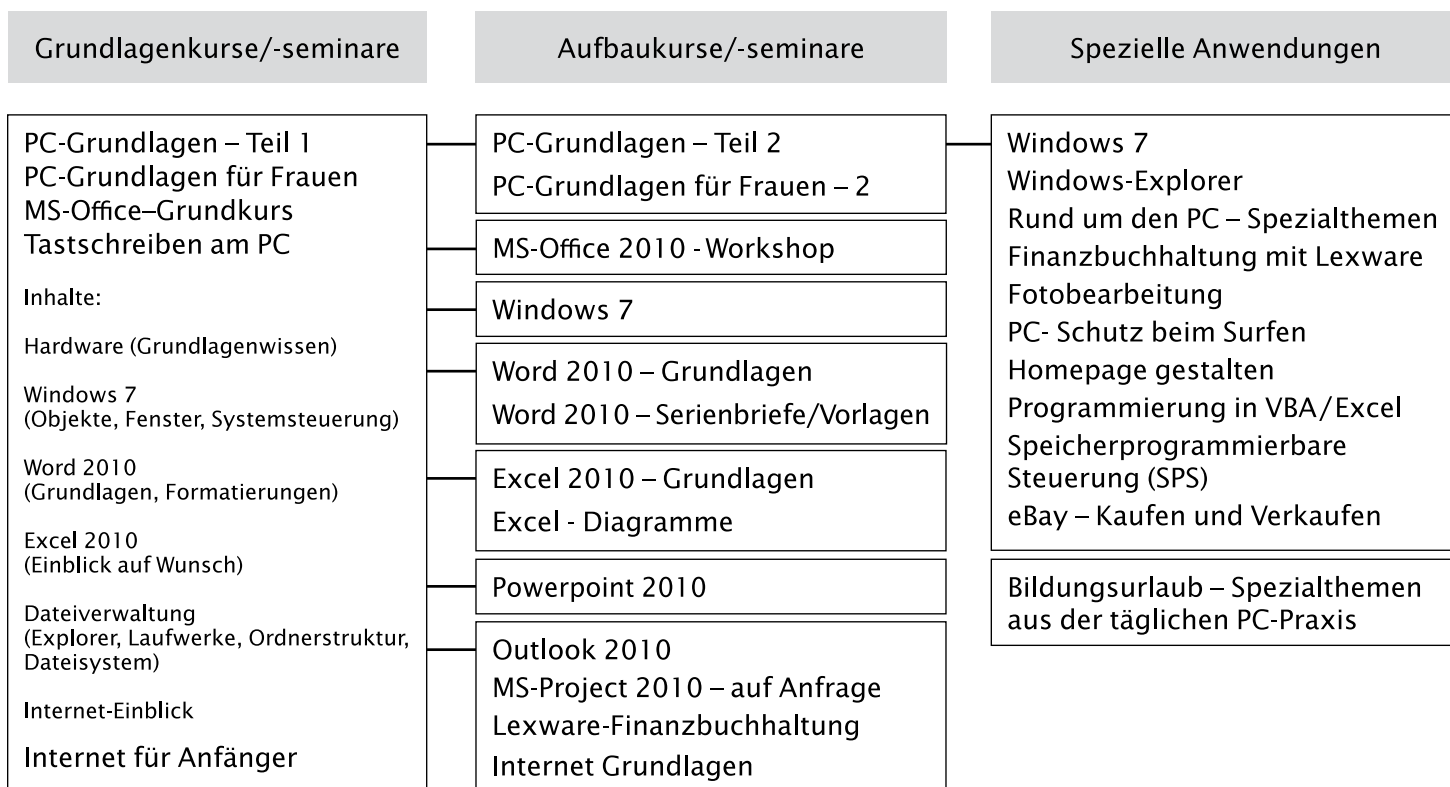 Grundlagenkurse/-seminare
PC-Grundlagen – Teil 1
PC-Grundlagen für Frauen
MS-Office–Grundkurs
Tastschreiben am PC
Inhalte:
Hardware (Grundlagenwissen)
Windows 7
(Objekte, Fenster, Systemsteuerung)
Word 2010
(Grundlagen, Formatierungen)
Excel 2010
(Einblick auf Wunsch)
Dateiverwaltung
(Explorer, Laufwerke, Ordnerstruktur,
Dateisystem)
Internet-Einblick
Internet für Anfänger
Aufbaukurse/-seminare
PC-Grundlagen – Teil 2
PC-Grundlagen für Frauen – 2
MS-Office 2010 - Workshop
Windows 7
Word 2010 – Grundlagen
Word 2010 – Serienbriefe/Vorlagen
Excel 2010 – Grundlagen
Excel - Diagramme
Powerpoint 2010
Outlook 2010
MS-Project 2010 – auf Anfrage
Lexware-Finanzbuchhaltung
Internet Grundlagen
Spezielle Anwendungen
Windows 7
Windows-Explorer
Rund um den PC – Spezialthemen
Finanzbuchhaltung mit Lexware
Fotobearbeitung
PC- Schutz beim Surfen
Homepage gestalten
Programmierung in VBA/Excel
Speicherprogrammierbare
Steuerung (SPS)
eBay – Kaufen und Verkaufen
Bildungsurlaub – Spezialthemen
aus der täglichen PC-Praxis